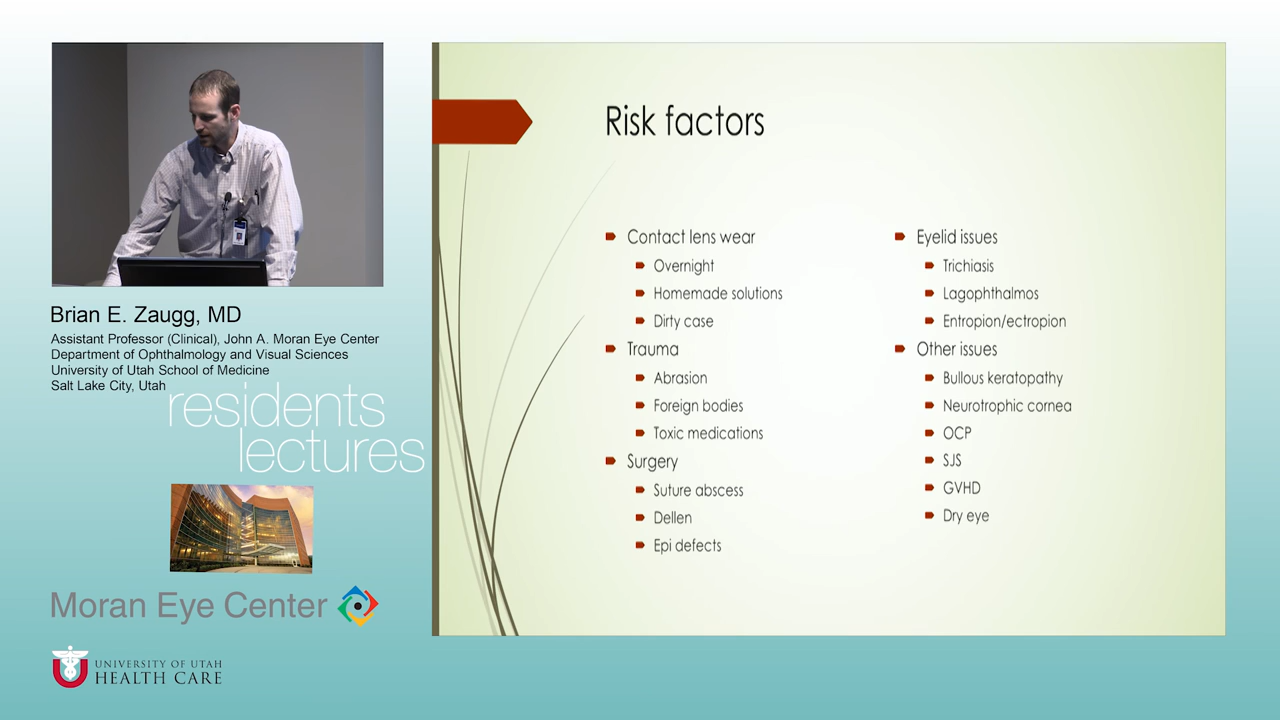 Brian E. Zaugg, MD
Assistant Professor (Clinical), John A. Moran Eye Center
Department of Ophthalmology and Visual Sciences
University of Utah School of Medicine
Salt Lake City, Utah
residents
lectures
Moran Eye Center
UNIVERSITY OF UTAH
HEALTH CARE
Risk factors
Contact lens wear
Overnight
Homemade solutions
Dirty case
Trauma
Abrasion
Foreign bodies
Toxic medications
Surgery
Suture abscess
Dellen
Epi defects
Eyelid issues
Trichiasis
Lagophthalmos
Entropion/ectropion
Other issues
Bullous keratopathy
Neurotrophic cornea
OCP
SJS
GVHD
Dry eye